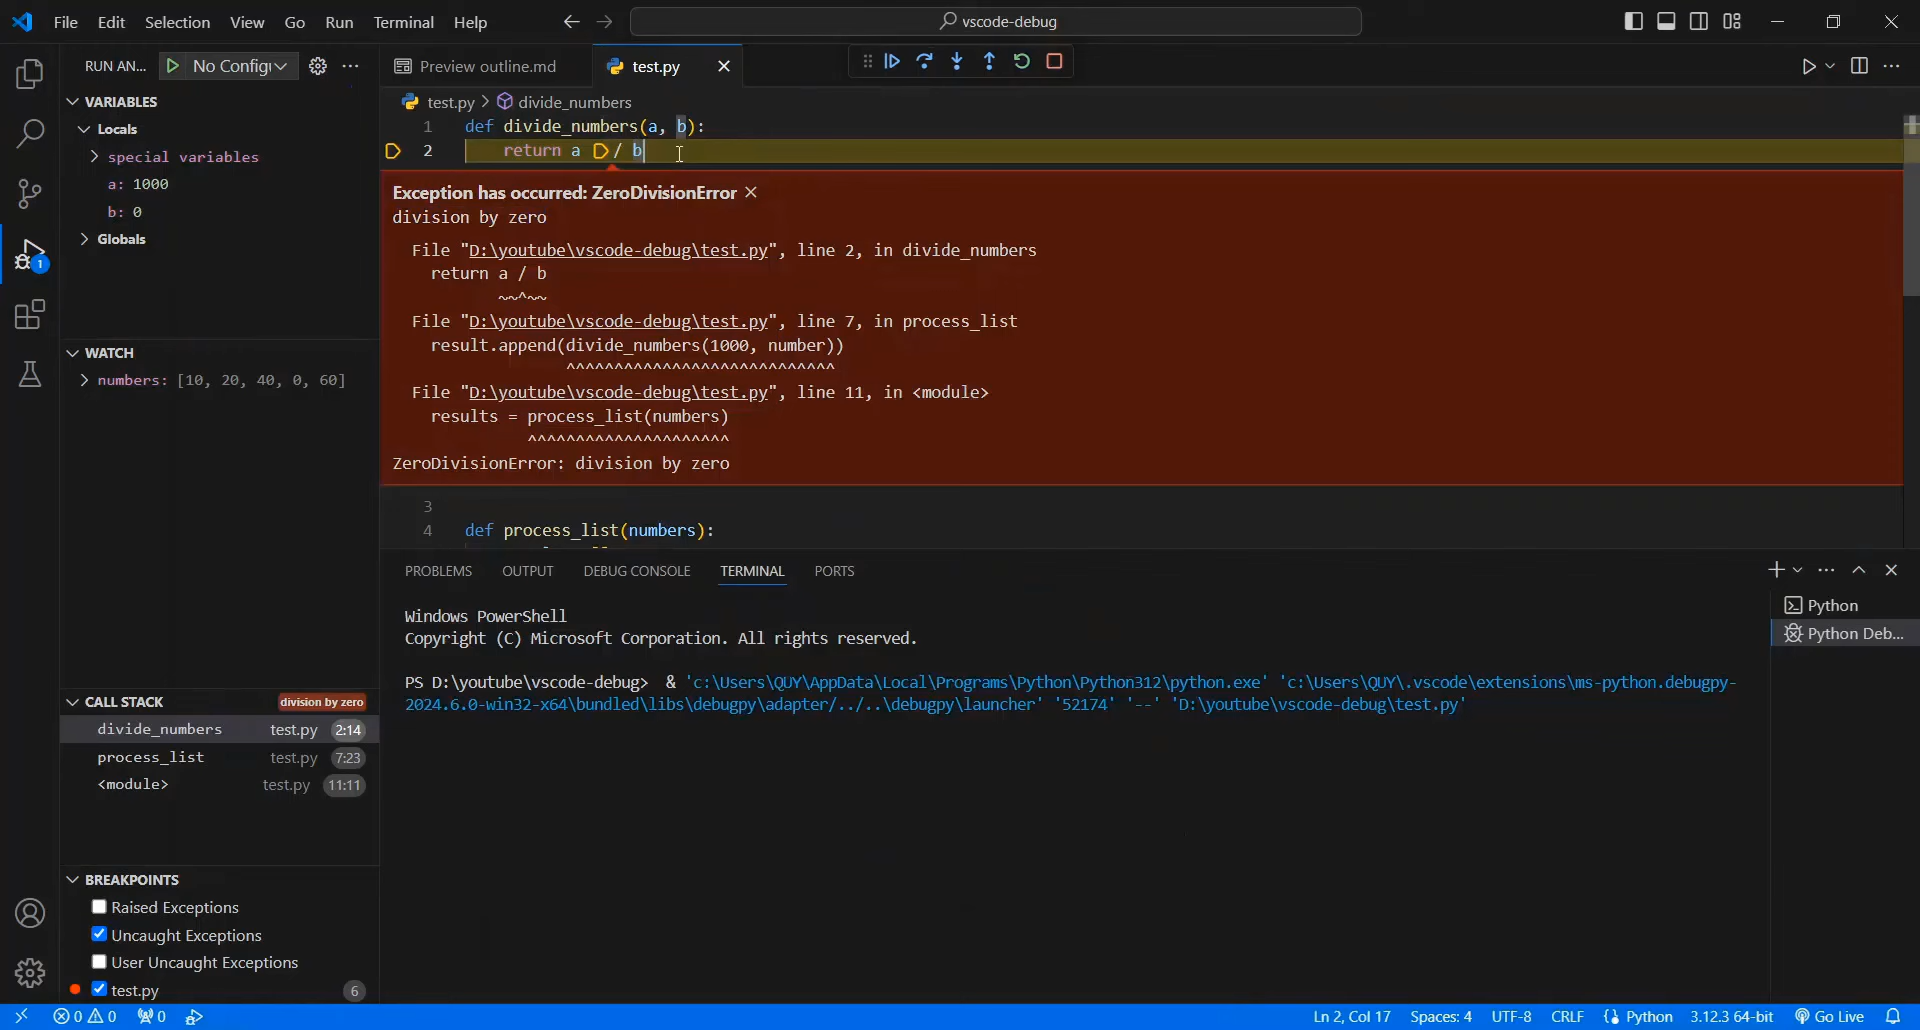 File Edit Selection View Go Run Terminal Help
vscode-debug
RUN AN... No Config
Preview outline.md
test.py
VARIABLES
Locals
special variables
a: 1000
b: 0
Globals
WATCH
numbers: [10, 20, 40, 0, 60]
CALL STACK division by zero
divide_numbers test.py 2:14
process_list test.py 7:23
<module> test.py 11:11
BREAKPOINTS
Raised Exceptions
Uncaught Exceptions
User Uncaught Exceptions
test.py 6
test.py > divide_numbers
1 def divide_numbers(a, b):
2 return a / b
Exception has occurred: ZeroDivisionError
division by zero
File "D:\youtube\vscode-debug\test.py", line 2, in divide_numbers
return a / b
~~^~~
File "D:\youtube\vscode-debug\test.py", line 7, in process_list
result.append(divide_numbers(1000, number))
^^^^^^^^^^^^^^^^^^^^^^^^^^^^
File "D:\youtube\vscode-debug\test.py", line 11, in <module>
results = process_list(numbers)
^^^^^^^^^^^^^^^^^^^^^
ZeroDivisionError: division by zero
3
4 def process_list(numbers):
PROBLEMS OUTPUT DEBUG CONSOLE TERMINAL PORTS
Windows PowerShell
Copyright (C) Microsoft Corporation. All rights reserved.
PS D:\youtube\vscode-debug> & 'c:\Users\QUY\AppData\Local\Programs\Python\Python312\python.exe' 'c:\Users\QUY\.vscode\extensions\ms-python.debugpy-
2024.6.0-win32-x64\bundled\libs\debugpy\adapter/../..\debugpy\launcher' '52174' '--' 'D:\youtube\vscode-debug\test.py'
Python
Python Deb...
1
0 0 0
Ln 2, Col 17 Spaces: 4 UTF-8 CRLF Python 3.12.3 64-bit Go Live